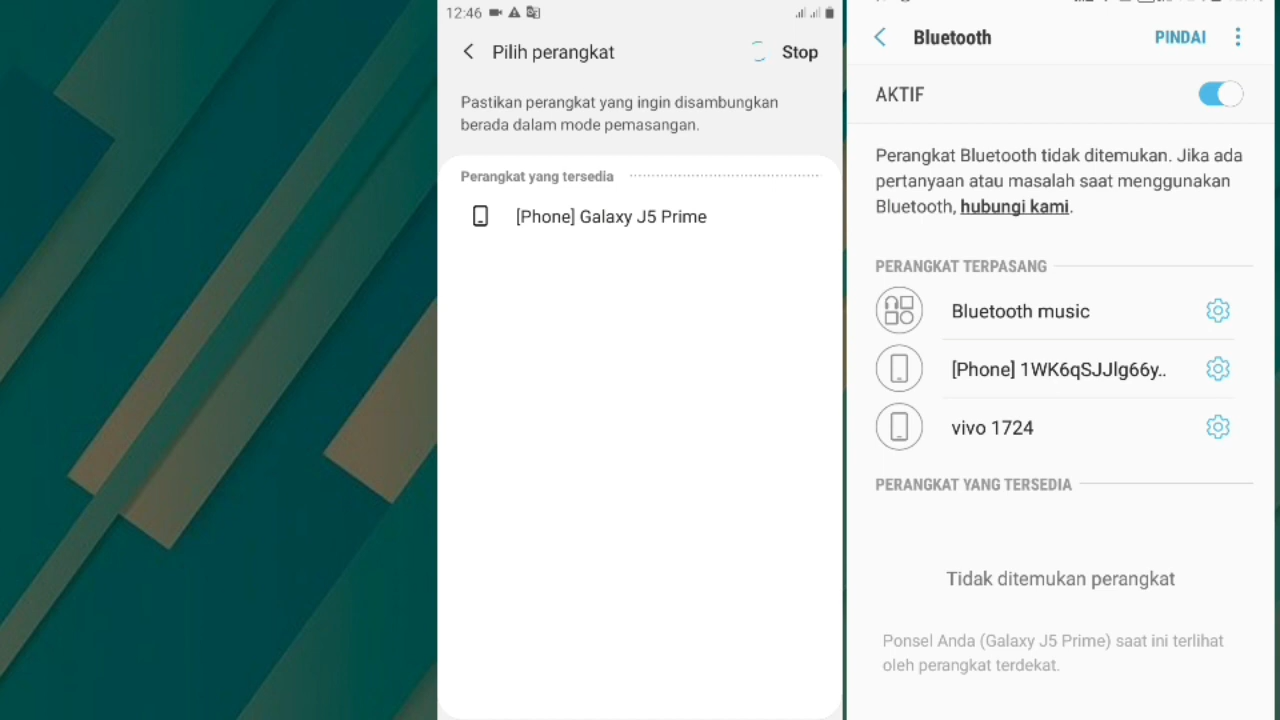 12:46
Pilih perangkat
Stop
Pastikan perangkat yang ingin disambungkan
berada dalam mode pemasangan.
Perangkat yang tersedia
[Phone] Galaxy J5 Prime
Bluetooth
PINDAI
AKTIF
Perangkat Bluetooth tidak ditemukan. Jika ada
pertanyaan atau masalah saat menggunakan
Bluetooth, hubungi kami.
PERANGKAT TERPASANG
Bluetooth music
[Phone] 1WK6qSJJlg66y..
vivo 1724
PERANGKAT YANG TERSEDIA
Tidak ditemukan perangkat
Ponsel Anda (Galaxy J5 Prime) saat ini terlihat
oleh perangkat terdekat.